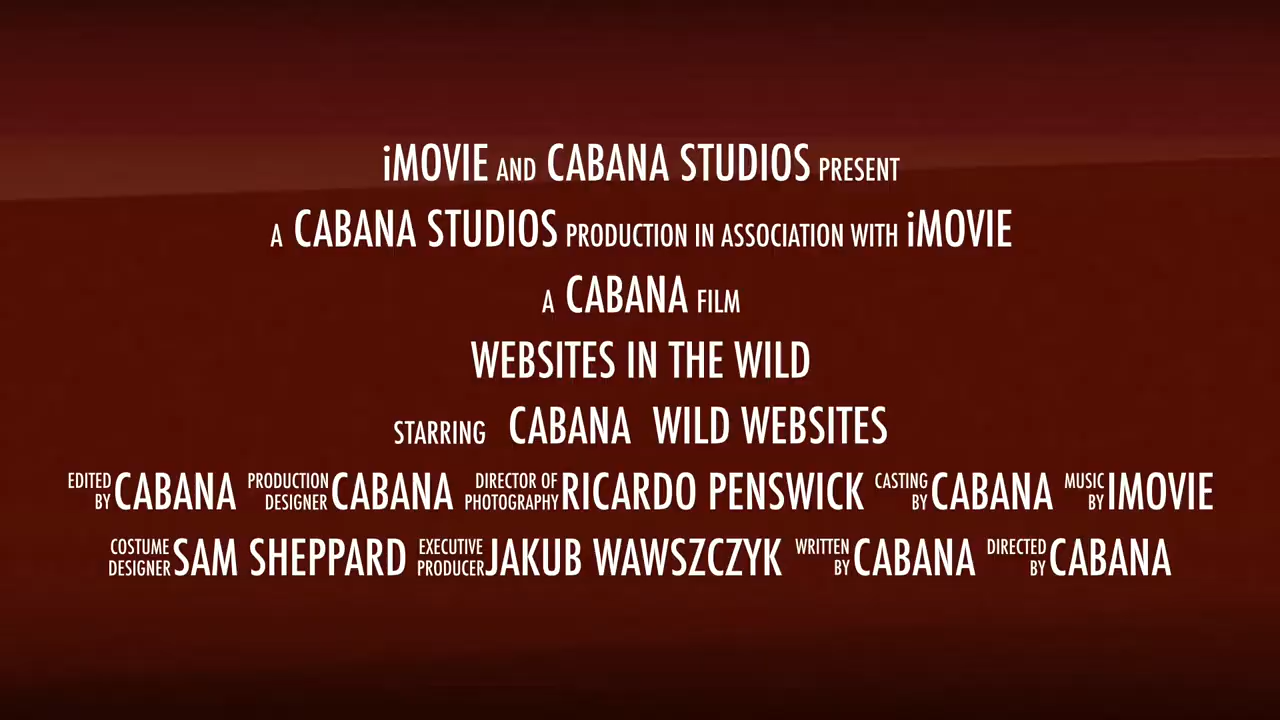 iMOVIE AND CABANA STUDIOS PRESENT
A CABANA STUDIOS PRODUCTION IN ASSOCIATION WITH iMOVIE
A CABANA FILM
WEBSITES IN THE WILD
STARRING CABANA WILD WEBSITES
EDITED BY CABANA PRODUCTION DESIGNER CABANA DIRECTOR OF PHOTOGRAPHY RICARDO PENSWICK CASTING BY CABANA MUSIC BY IMOVIE
COSTUME DESIGNER SAM SHEPPARD EXECUTIVE PRODUCER JAKUB WAWSZCZYK WRITTEN BY CABANA DIRECTED BY CABANA